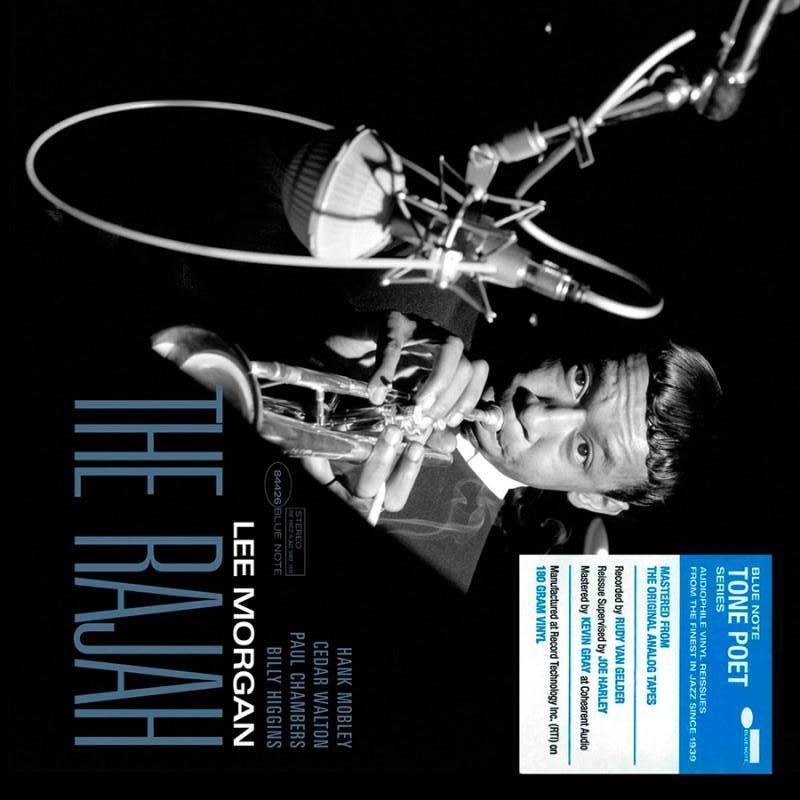 BLUE NOTE
TONE POET
SERIES
BLUE NOTE
AUDIOPHILE VINYL REISSUES
FROM THE FINEST IN JAZZ SINCE 1939
MASTERED FROM
THE ORIGINAL ANALOG TAPES
Recorded by RUDY VAN GELDER
Reissue Supervised by JOE HARLEY
Mastered by KEVIN GRAY at Cohearent Audio
Manufactured at Record Technology Inc. (RTI) on
180 GRAM VINYL
HANK MOBLEY
CEDAR WALTON
PAUL CHAMBERS
BILLY HIGGINS
STEREO
84426 BLUE NOTE
LEE MORGAN
THE RAJAH